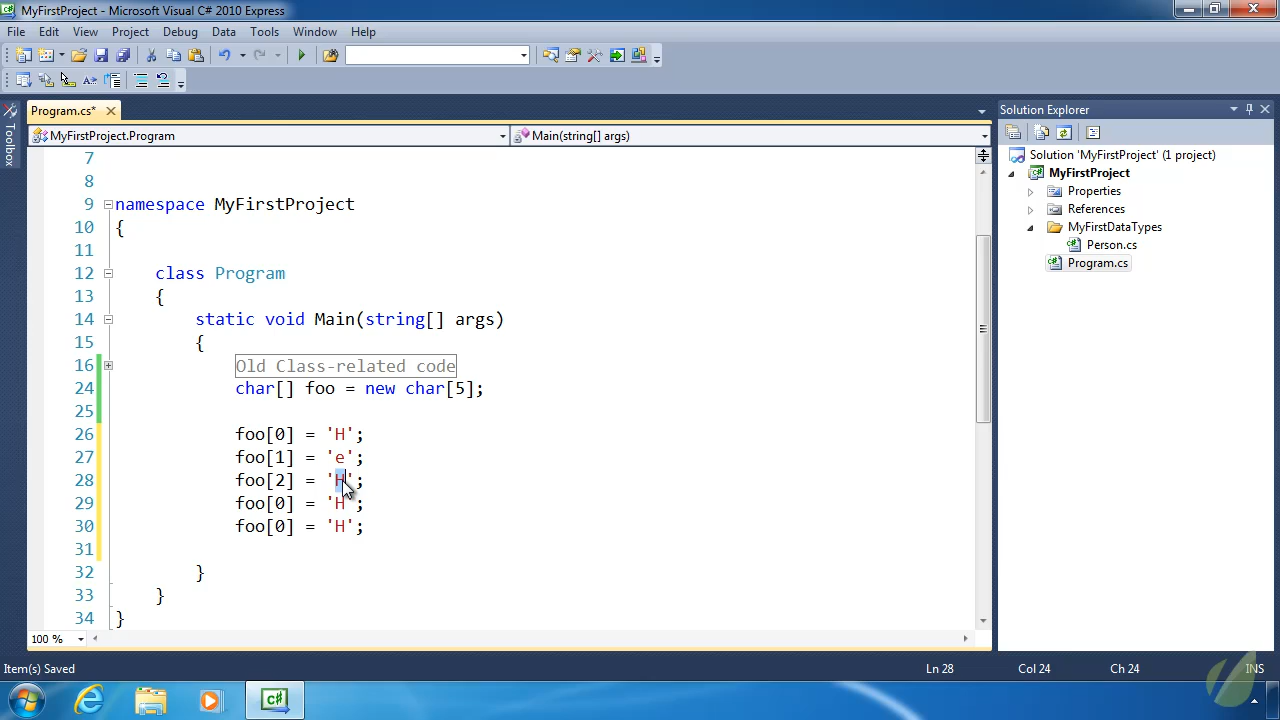 MyFirstProject - Microsoft Visual C# 2010 Express
File Edit View Project Debug Data Tools Window Help
Toolbox
Program.cs*
MyFirstProject.Program
Main(string[] args)
7
8
9 namespace MyFirstProject
10 {
11
12 class Program
13 {
14 static void Main(string[] args)
15 {
16 Old Class-related code
24 char[] foo = new char[5];
25
26 foo[0] = 'H';
27 foo[1] = 'e';
28 foo[2] = 'H';
29 foo[0] = 'H';
30 foo[0] = 'H';
31
32 }
33 }
34 }
100 %
Solution Explorer
Solution 'MyFirstProject' (1 project)
MyFirstProject
Properties
References
MyFirstDataTypes
Person.cs
Program.cs
Item(s) Saved
Ln 28 Col 24 Ch 24 INS
C#